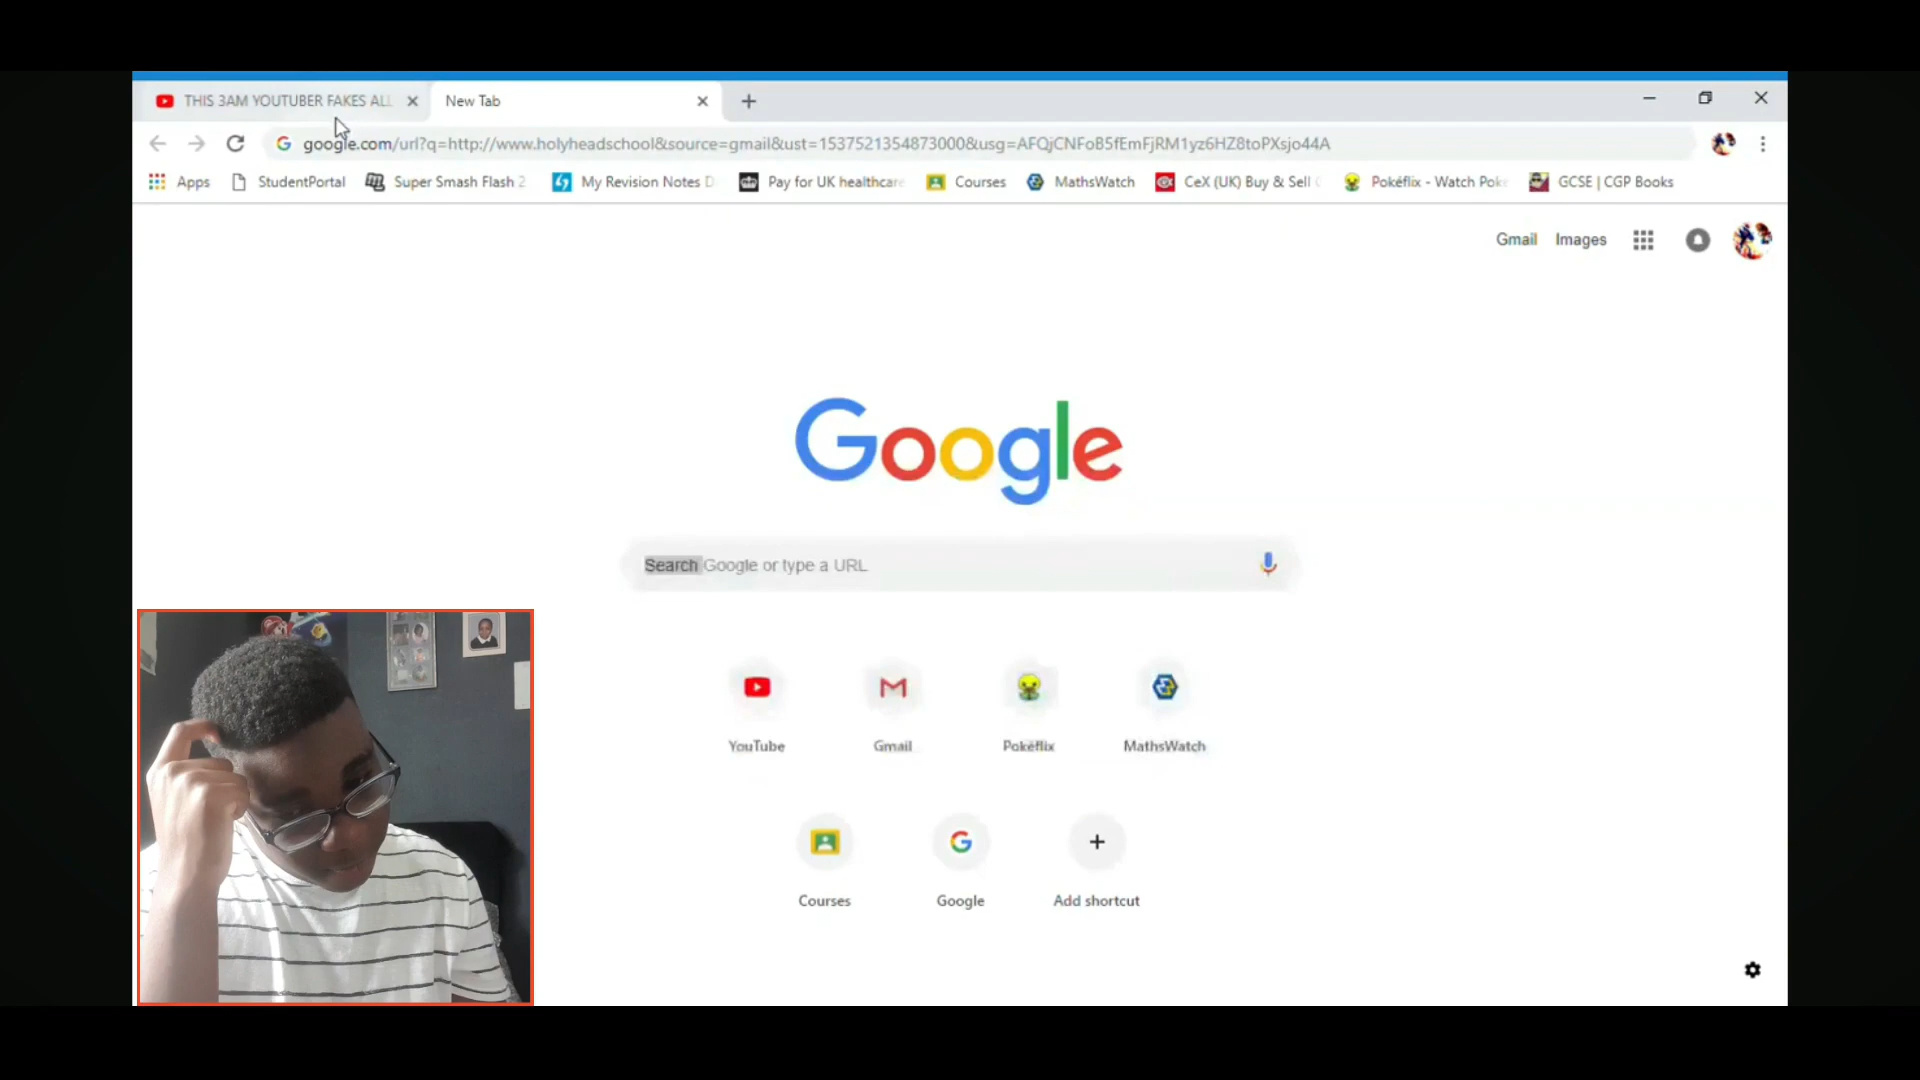 THIS 3AM YOUTUBER FAKES ALL
New Tab
google.com/url?q=http://www.holyheadschool&source=gmail&ust=1537521354873000&usg=AFQjCNFoB5fEmFjRM1yz6HZ8toPXsjo44A
Apps StudentPortal Super Smash Flash 2 My Revision Notes D Pay for UK healthcare Courses MathsWatch CeX (UK) Buy & Sell Pokéflix - Watch Poke GCSE | CGP Books
Gmail Images
Google
Search Google or type a URL
YouTube Gmail Pokéflix MathsWatch
Courses Google Add shortcut